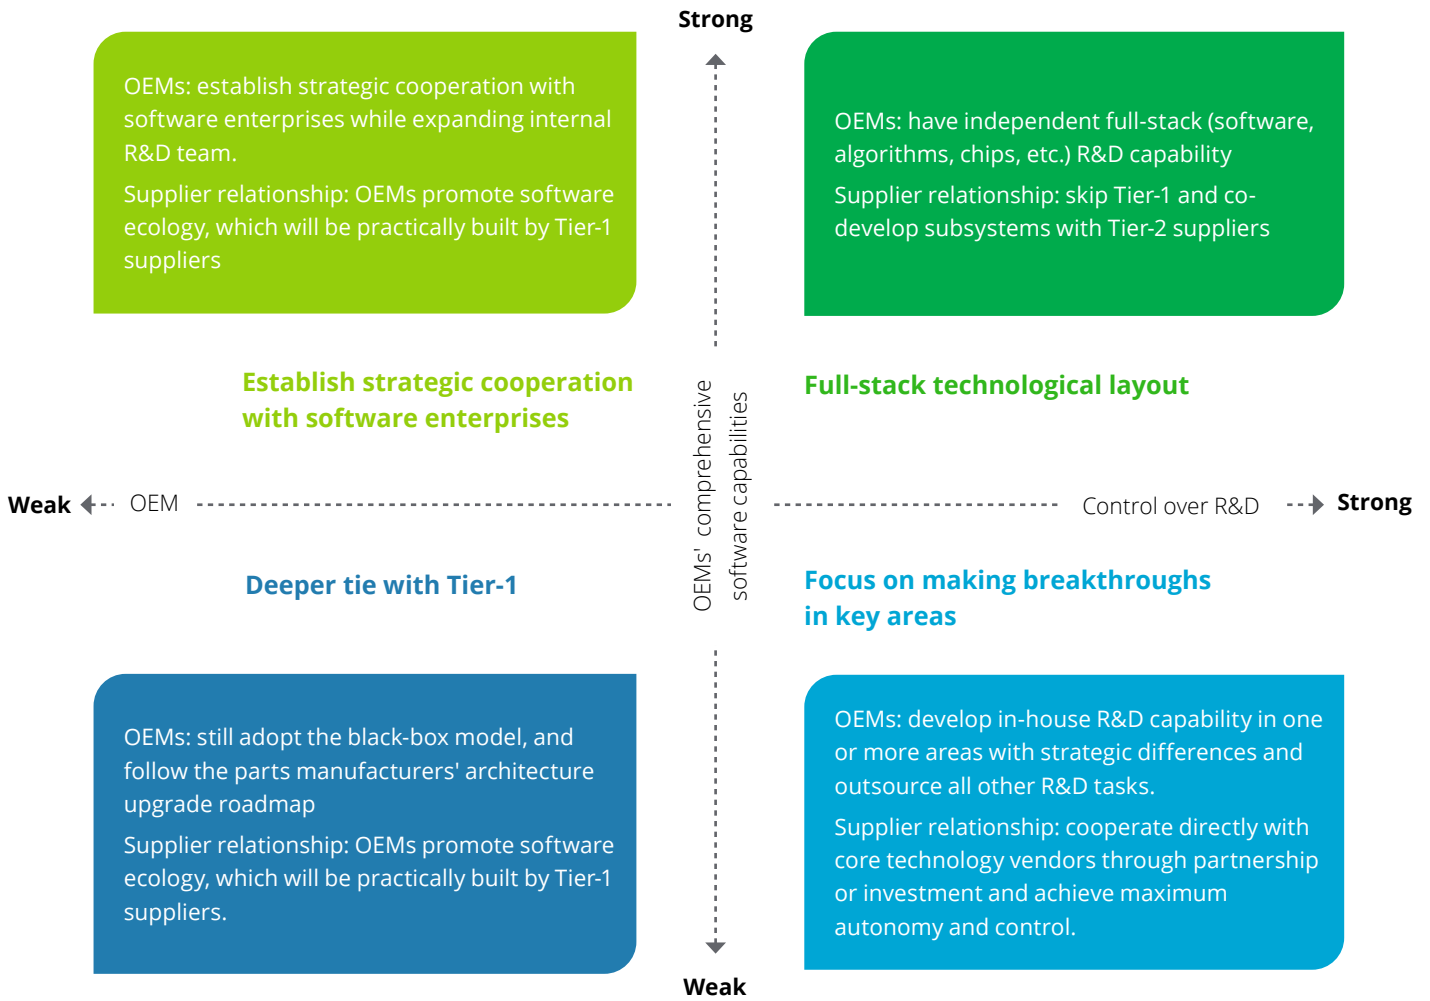 Strong
OEMs: establish strategic cooperation with
software enterprises while expanding internal
R&D team.
Supplier relationship: OEMs promote software
ecology, which will be practically built by Tier-1
suppliers
OEMs: have independent full-stack (software,
algorithms, chips, etc.) R&D capability
Supplier relationship: skip Tier-1 and co-
develop subsystems with Tier-2 suppliers
Establish strategic cooperation
with software enterprises
Full-stack technological layout
OEMs' comprehensive
software capabilities
Weak
OEM
Control over R&D
Strong
Deeper tie with Tier-1
Focus on making breakthroughs
in key areas
OEMs: still adopt the black-box model, and
follow the parts manufacturers' architecture
upgrade roadmap
Supplier relationship: OEMs promote software
ecology, which will be practically built by Tier-1
suppliers.
OEMs: develop in-house R&D capability in one
or more areas with strategic differences and
outsource all other R&D tasks.
Supplier relationship: cooperate directly with
core technology vendors through partnership
or investment and achieve maximum
autonomy and control.
Weak